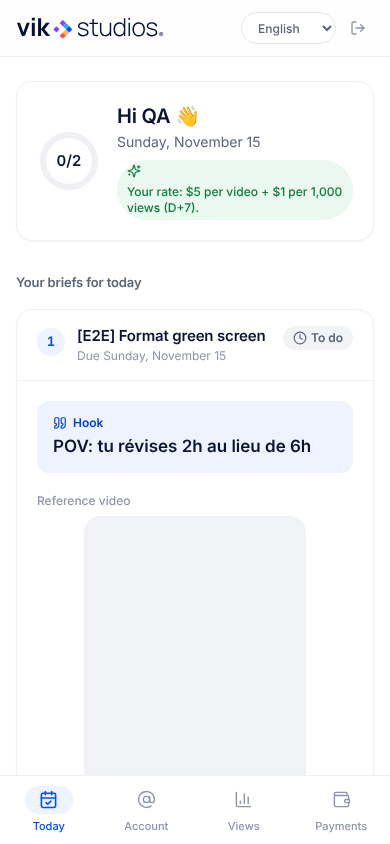 vik studios.
English
0/2
Hi QA 👋
Sunday, November 15
Your rate: $5 per video + $1 per 1,000
views (D+7).
Your briefs for today
1
[E2E] Format green screen
To do
Due Sunday, November 15
Hook
POV: tu révises 2h au lieu de 6h
Reference video
Today
Account
Views
Payments